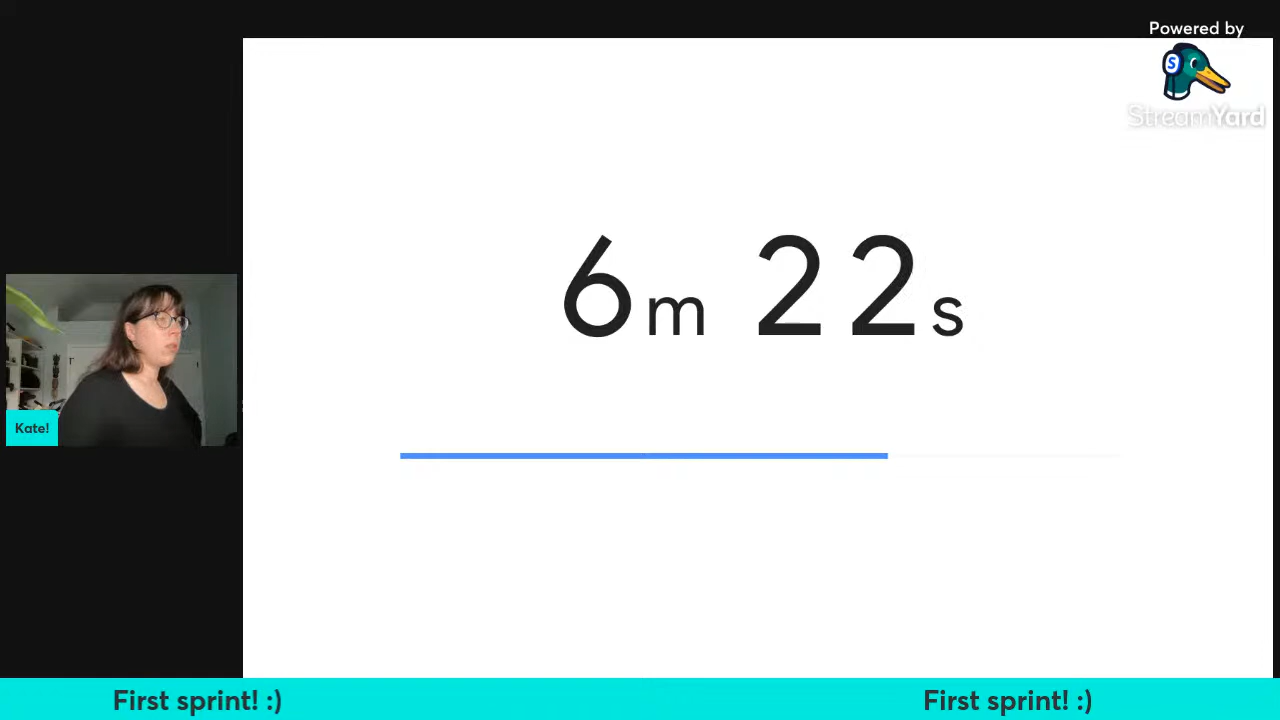 Powered by
S
StreamYard
6m 22s
Kate!
First sprint! :) First sprint! :)